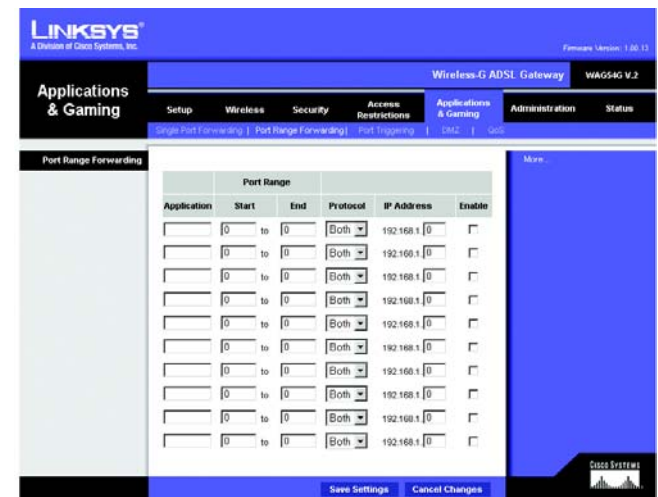 LINKSYS®
A Division of Cisco Systems, Inc.
Firmware Version: 1.00.13
Wireless-G ADSL Gateway WAG54G V.2
Applications & Gaming
Setup Wireless Security Access Restrictions Applications & Gaming Administration Status
Single Port Forwarding | Port Range Forwarding | Port Triggering | DMZ | QoS
Port Range Forwarding
More...
Port Range
Application Start End Protocol IP Address Enable
0 to 0 Both 192.168.1. 0
0 to 0 Both 192.168.1. 0
0 to 0 Both 192.168.1. 0
0 to 0 Both 192.168.1. 0
0 to 0 Both 192.168.1. 0
0 to 0 Both 192.168.1. 0
0 to 0 Both 192.168.1. 0
0 to 0 Both 192.168.1. 0
0 to 0 Both 192.168.1. 0
0 to 0 Both 192.168.1. 0
CISCO SYSTEMS
Save Settings Cancel Changes